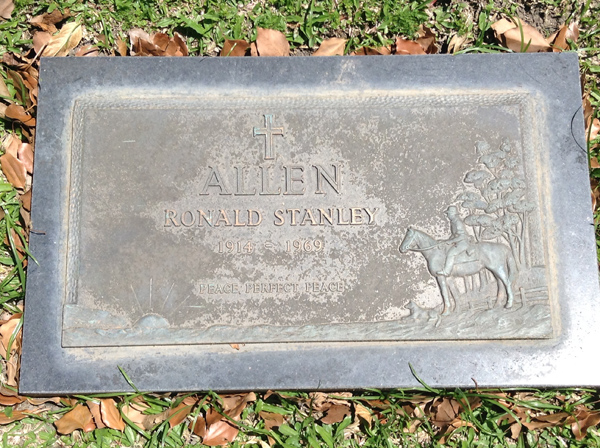 ALLEN
RONALD STANLEY
1914 = 1969
PEACE PERFECT PEACE